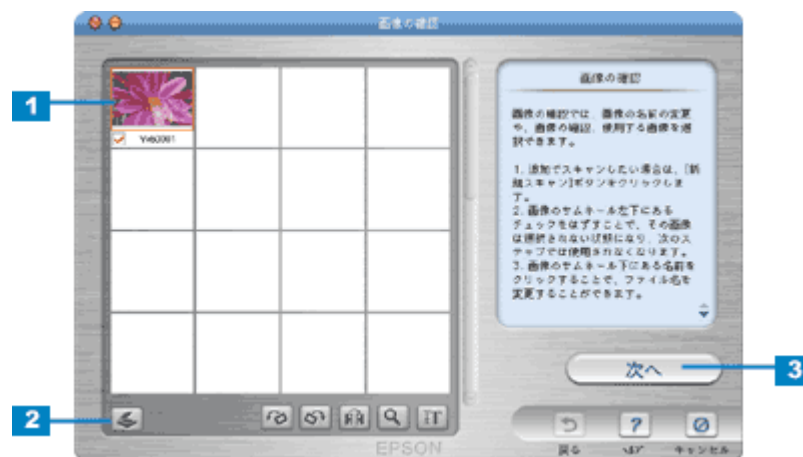 画像の確認
1
画像の確認
画像の確認では、画像の名前の変更
や、画像の確認、使用する画像を選
択できます。
1. 追加でスキャンしたい場合は、[新
規スキャン]ボタンをクリックしま
す。
2. 画像のサムネール左下にある
チェックをはずすことで、その画像
は選択されない状態になり、次のス
テップでは使用されなくなります。
3. 画像のサムネール下にある名前を
クリックすることで、ファイル名を
変更することができます。
次へ
3
2
EPSON
戻る
ヘルプ
キャンセル